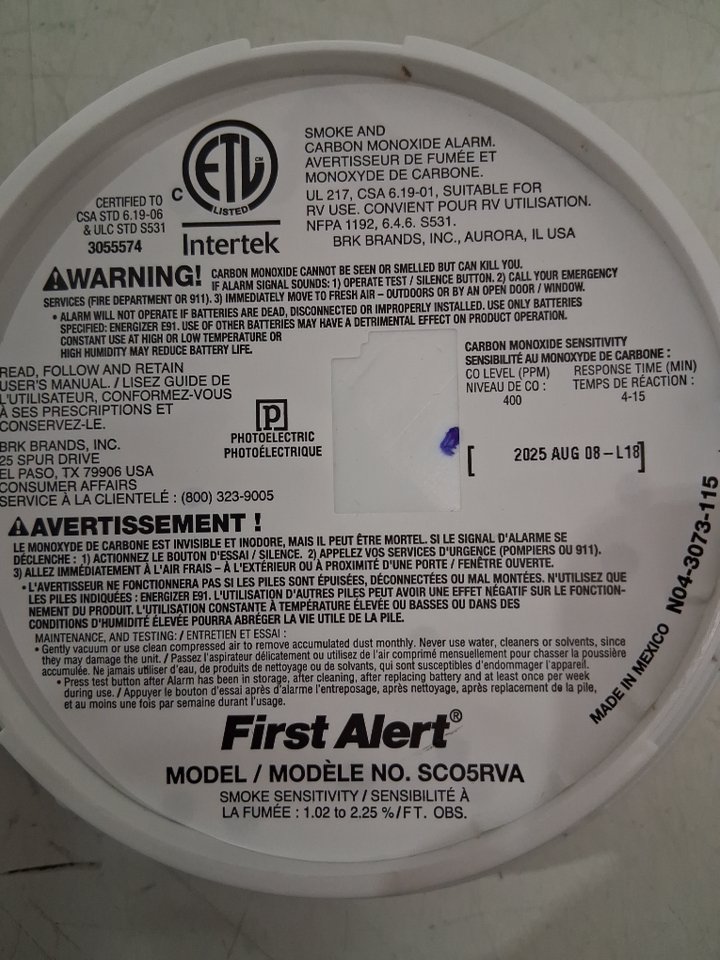 SMOKE AND
CARBON MONOXIDE ALARM.
AVERTISSEUR DE FUMÉE ET
MONOXYDE DE CARBONE.
UL 217, CSA 6.19-01, SUITABLE FOR
RV USE. CONVIENT POUR RV UTILISATION.
NFPA 1192, 6.4.6. S531.
BRK BRANDS, INC., AURORA, IL USA
C ETL CM
LISTED
Intertek
CERTIFIED TO
CSA STD 6.19-06
& ULC STD S531
3055574
WARNING! CARBON MONOXIDE CANNOT BE SEEN OR SMELLED BUT CAN KILL YOU.
IF ALARM SIGNAL SOUNDS: 1) OPERATE TEST / SILENCE BUTTON. 2) CALL YOUR EMERGENCY
SERVICES (FIRE DEPARTMENT OR 911). 3) IMMEDIATELY MOVE TO FRESH AIR – OUTDOORS OR BY AN OPEN DOOR / WINDOW.
• ALARM WILL NOT OPERATE IF BATTERIES ARE DEAD, DISCONNECTED OR IMPROPERLY INSTALLED. USE ONLY BATTERIES
SPECIFIED: ENERGIZER E91. USE OF OTHER BATTERIES MAY HAVE A DETRIMENTAL EFFECT ON PRODUCT OPERATION.
CONSTANT USE AT HIGH OR LOW TEMPERATURE OR
HIGH HUMIDITY MAY REDUCE BATTERY LIFE.
READ, FOLLOW AND RETAIN
USER'S MANUAL. / LISEZ GUIDE DE
L'UTILISATEUR, CONFORMEZ-VOUS
À SES PRESCRIPTIONS ET
CONSERVEZ-LE.
BRK BRANDS, INC.
25 SPUR DRIVE
EL PASO, TX 79906 USA
CONSUMER AFFAIRS
SERVICE À LA CLIENTELÉ : (800) 323-9005
P
PHOTOELECTRIC
PHOTOÉLECTRIQUE
CARBON MONOXIDE SENSITIVITY
SENSIBILITÉ AU MONOXYDE DE CARBONE :
CO LEVEL (PPM) RESPONSE TIME (MIN)
NIVEAU DE CO : TEMPS DE RÉACTION :
400 4-15
[ 2025 AUG 08-L18]
AVERTISSEMENT !
LE MONOXYDE DE CARBONE EST INVISIBLE ET INODORE, MAIS IL PEUT ÊTRE MORTEL. SI LE SIGNAL D'ALARME SE
DÉCLENCHE : 1) ACTIONNEZ LE BOUTON D'ESSAI / SILENCE. 2) APPELEZ VOS SERVICES D'URGENCE (POMPIERS OU 911).
3) ALLEZ IMMÉDIATEMENT À L'AIR FRAIS – À L'EXTÉRIEUR OU À PROXIMITÉ D'UNE PORTE / FENÊTRE OUVERTE.
• L'AVERTISSEUR NE FONCTIONNERA PAS SI LES PILES SONT ÉPUISÉES, DÉCONNECTÉES OU MAL MONTÉES. N'UTILISEZ QUE
LES PILES INDIQUÉES : ENERGIZER E91. L'UTILISATION D'AUTRES PILES PEUT AVOIR UN EFFET NÉGATIF SUR LE FONCTION-
NEMENT DU PRODUIT. L'UTILISATION CONSTANTE À TEMPÉRATURE ÉLEVÉE OU BASSES OU DANS DES
CONDITIONS D'HUMIDITÉ ÉLEVÉE POURRA ABRÉGER LA VIE UTILE DE LA PILE.
MAINTENANCE, AND TESTING: / ENTRETIEN ET ESSAI :
• Gently vacuum or use clean compressed air to remove accumulated dust monthly. Never use water, cleaners or solvents, since
they may damage the unit. / Passez l'aspirateur délicatement ou utilisez de l'air comprimé mensuellement pour chasser la poussière
accumulée. Ne jamais utiliser d'eau, de produits de nettoyage ou de solvants, qui sont susceptibles d'endommager l'appareil.
• Press test button after Alarm has been in storage, after cleaning, after replacing battery and at least once per week
during use. / Appuyer le bouton d'essai après d'alarme l'entreposage, après nettoyage, après replacement de la pile,
et au moins une fois par semaine durant l'usage.
First Alert®
MODEL / MODÈLE NO. SCO5RVA
SMOKE SENSITIVITY / SENSIBILITÉ À
LA FUMÉE : 1.02 to 2.25 %/FT. OBS.
MADE IN MEXICO N04-3073-115